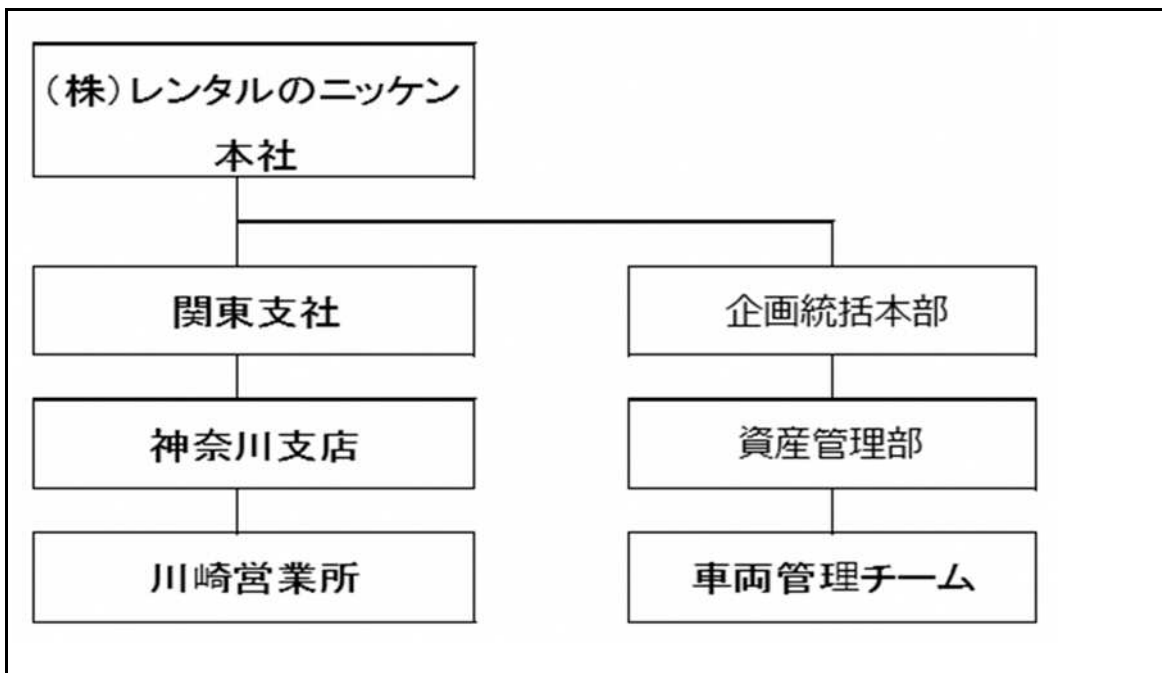 （株）レンタルのニッケン
本社
関東支社
企画統括本部
神奈川支店
資産管理部
川崎営業所
車両管理チーム